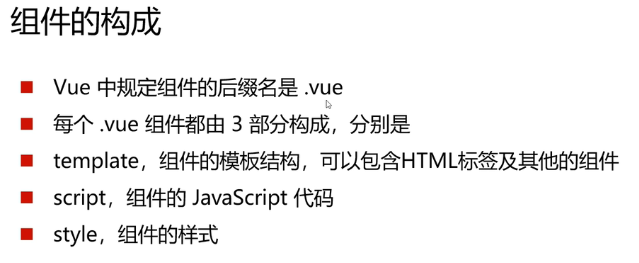 组件的构成
Vue 中规定组件的后缀名是 .vue
每个 .vue 组件都由 3 部分构成，分别是
template，组件的模板结构，可以包含HTML标签及其他的组件
script，组件的 JavaScript 代码
style，组件的样式